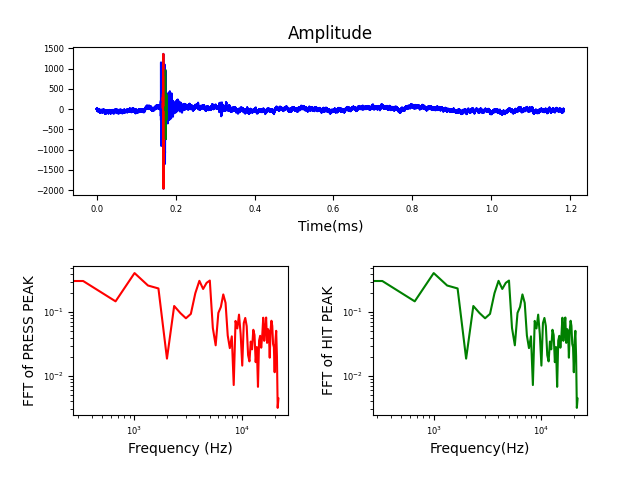 Amplitude
1500
1000
500
0
−500
−1000
−1500
−2000
0.0 0.2 0.4 0.6 0.8 1.0 1.2
Time(ms)
FFT of PRESS PEAK
10⁻¹
10⁻²
10³ 10⁴
Frequency (Hz)
FFT of HIT PEAK
10⁻¹
10⁻²
10³ 10⁴
Frequency(Hz)